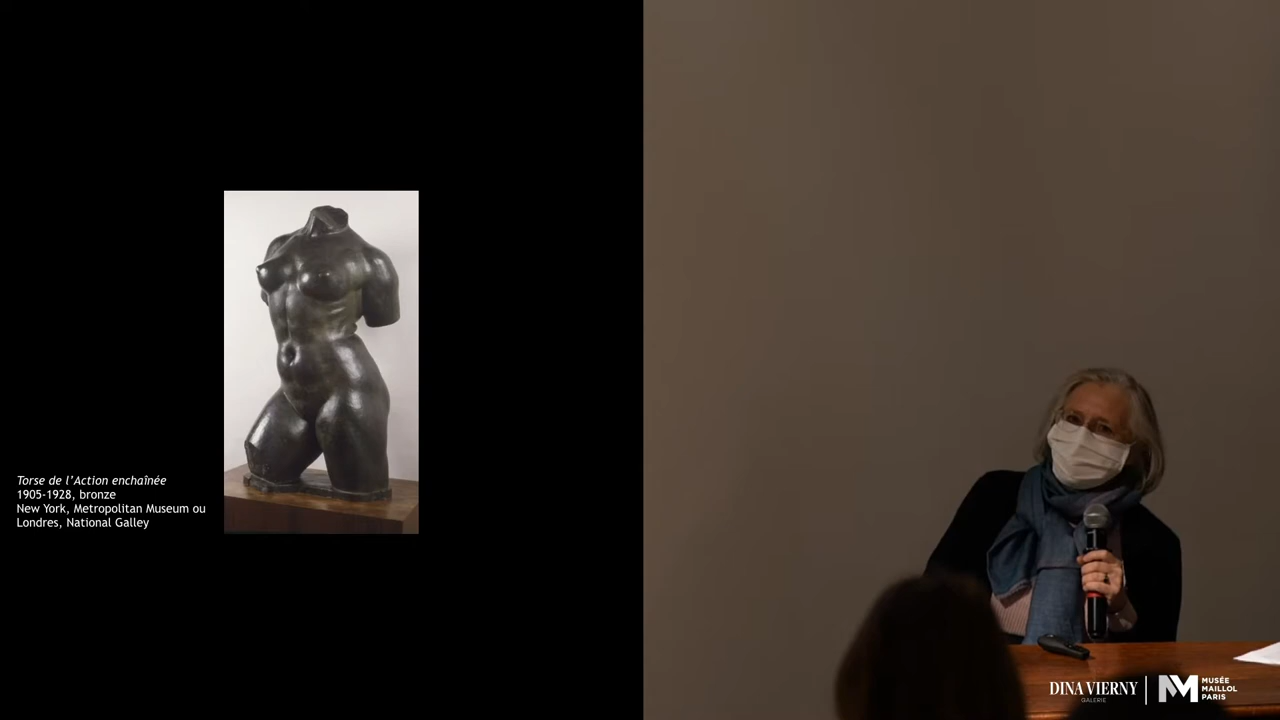 Torse de l'Action enchaînée
1905-1928, bronze
New York, Metropolitan Museum ou
Londres, National Galley
DINA VIERNY
GALERIE
MUSÉE
MAILLOL
PARIS